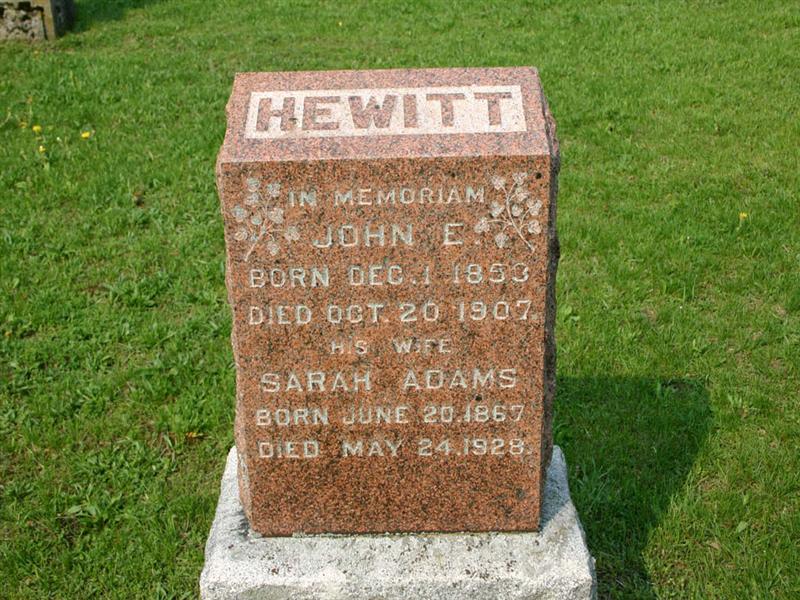 HEWITT
IN MEMORIAM
JOHN E.
BORN DEC. 1 1853
DIED OCT. 20 1907.
HIS WIFE
SARAH ADAMS
BORN JUNE 20.1867
DIED MAY 24.1928.